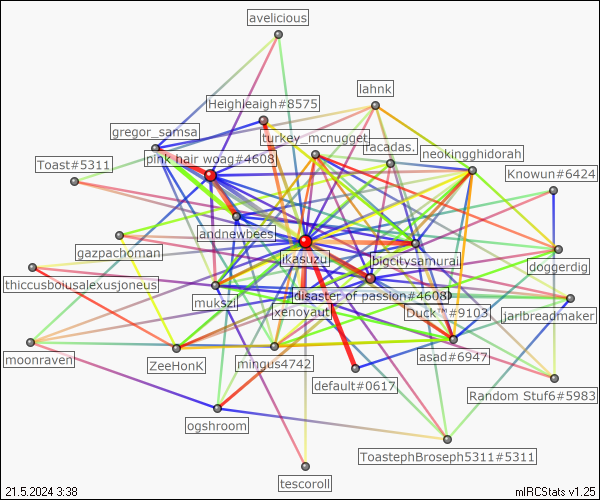 avelicious
lahnk
Heighleaigh#8575
gregor_samsa
turkey_mcnugget
facadas.
neokingghidorah
Toast#5311
pink hair woag#4608
Knowun#6424
andnewbees
gazpachoman
ikasuzu
bigcitysamurai
doggerdig
thiccusboiusalexusjoneus
mukszi
disaster of passion#4608
xenoyaut
Duck™#9103
jarlbreadmaker
moonraven
ZeeHonK
mingus4742
asad#6947
default#0617
Random Stuf6#5983
ogshroom
ToastephBroseph5311#5311
tescoroll
21.5.2024 3:38
mIRCStats v1.25